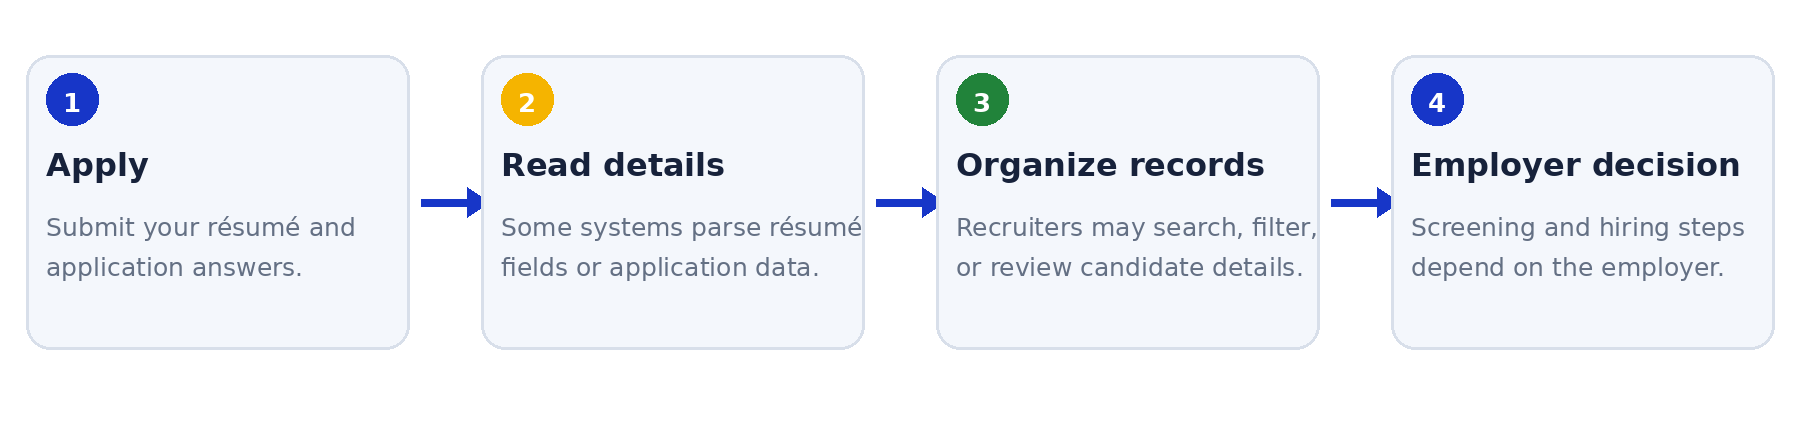 1
Apply
Submit your résumé and
application answers.
2
Read details
Some systems parse résumé
fields or application data.
3
Organize records
Recruiters may search, filter,
or review candidate details.
4
Employer decision
Screening and hiring steps
depend on the employer.